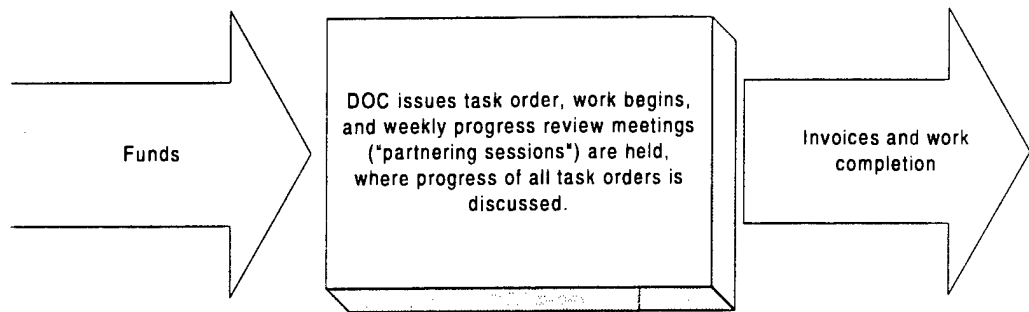 Funds
DOC issues task order, work begins,
and weekly progress review meetings
("partnering sessions") are held,
where progress of all task orders is
discussed.
Invoices and work
completion